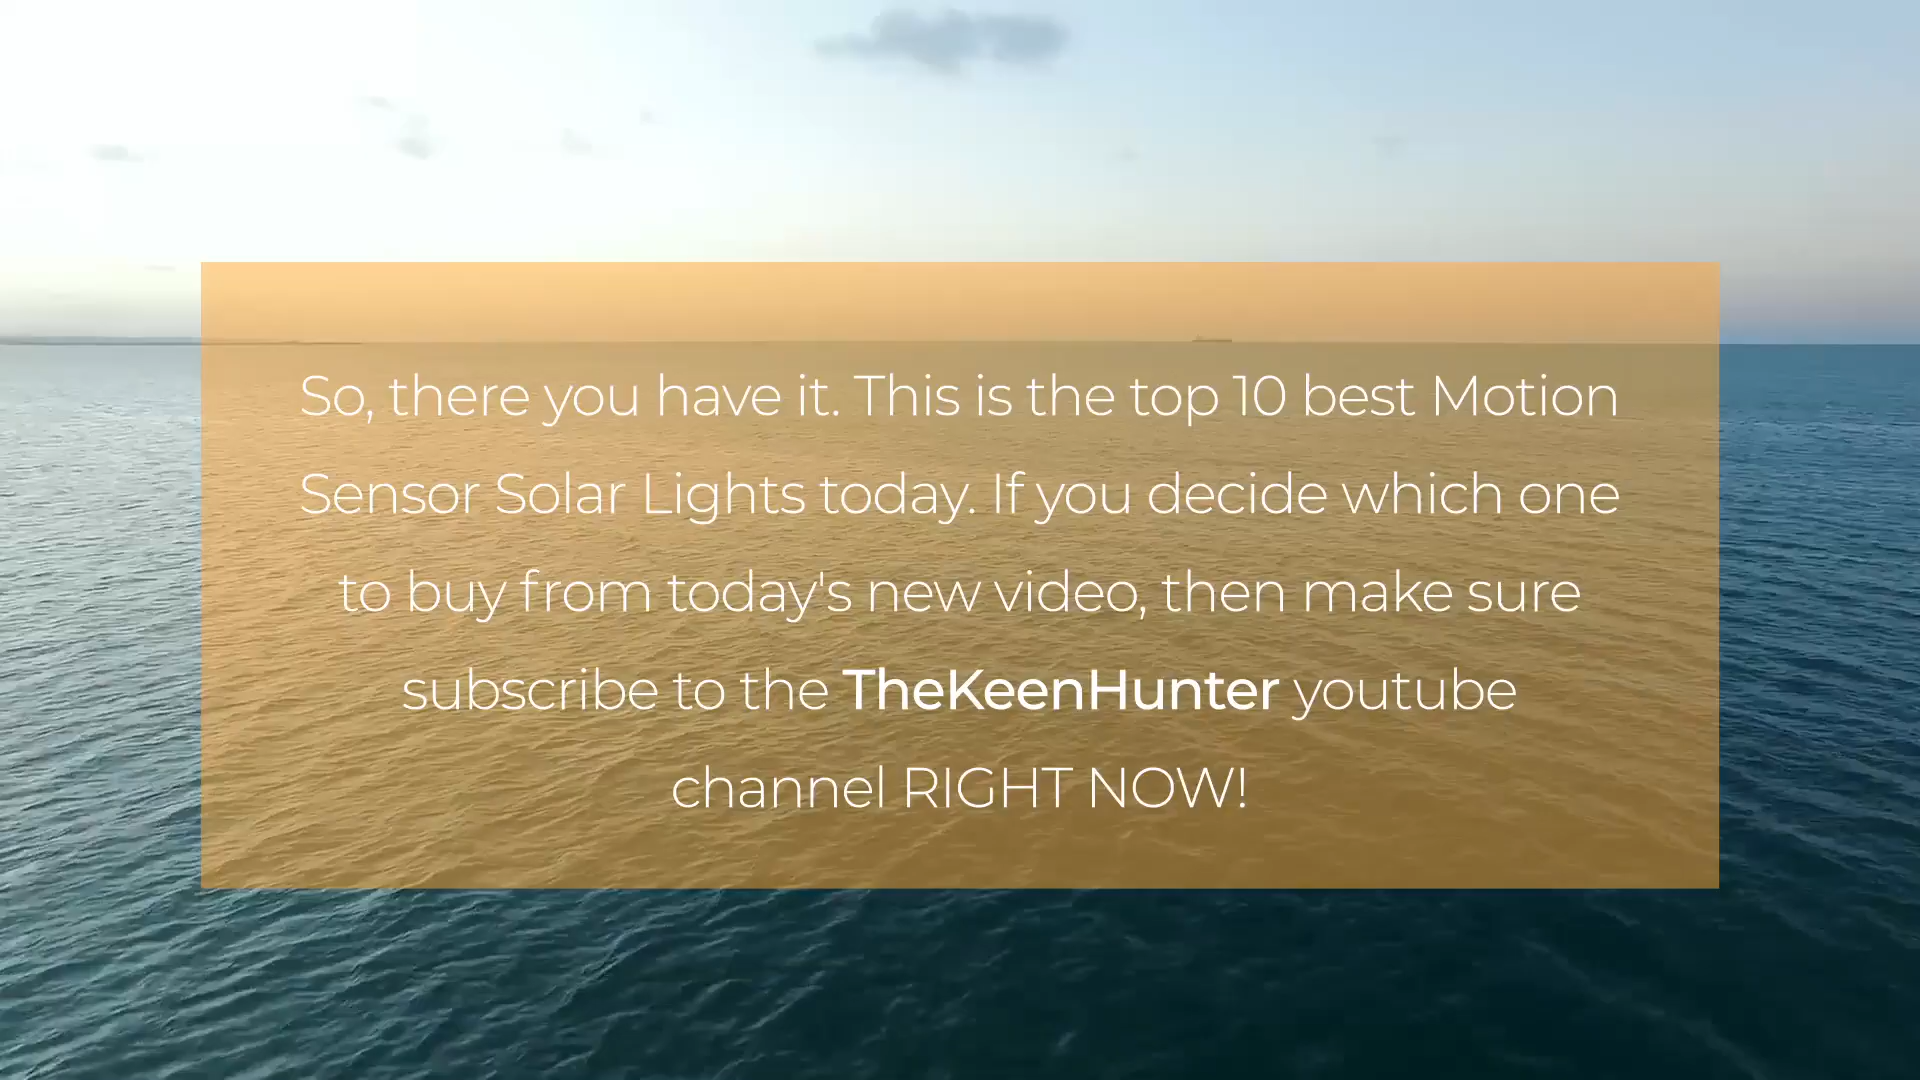 So, there you have it. This is the top 10 best Motion
Sensor Solar Lights today. If you decide which one
to buy from today's new video, then make sure
subscribe to the TheKeenHunter youtube
channel RIGHT NOW!